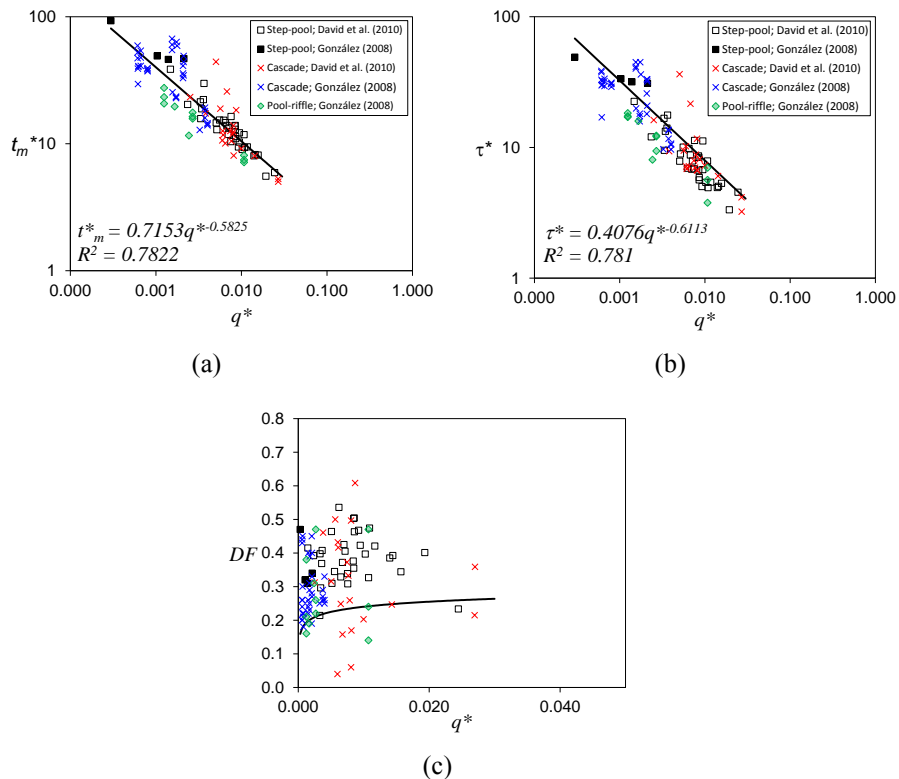 100
10
1
t_m*
0.000 0.001 0.010 0.100 1.000
q*
Step-pool; David et al. (2010)
Step-pool; González (2008)
Cascade; David et al. (2010)
Cascade; González (2008)
Pool-riffle; González (2008)
t*_m = 0.7153q*^-0.5825
R² = 0.7822
(a)
100
10
1
τ*
0.000 0.001 0.010 0.100 1.000
q*
Step-pool; David et al. (2010)
Step-pool; González (2008)
Cascade; David et al. (2010)
Cascade; González (2008)
Pool-riffle; González (2008)
τ* = 0.4076q*^-0.6113
R² = 0.781
(b)
0.8
0.7
0.6
0.5
DF 0.4
0.3
0.2
0.1
0.0
0.000 0.020 0.040
q*
(c)